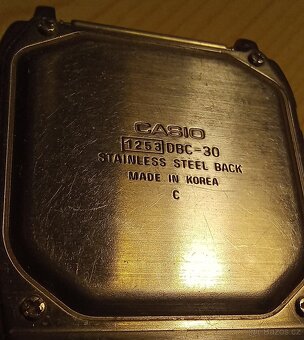 CASIO
1253 DBC-30
STAINLESS STEEL BACK
MADE IN KOREA
C